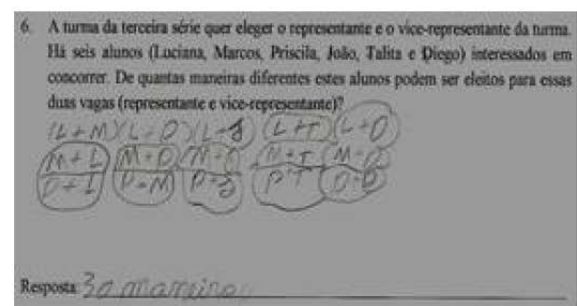 6. A turma da terceira série quer eleger o representante e o vice-representante da turma.
Há seis alunos (Luciana, Marcos, Priscila, João, Talita e Diego) interessados em
concorrer. De quantas maneiras diferentes estes alunos podem ser eleitos para essas
duas vagas (representante e vice-representante)?
(L+M)(L+P)(L+J)(L+T)(L+D)
M+L M+P M+J M+T M+D
P+L P+M P+J PT P+D
Resposta: 30 maneiras